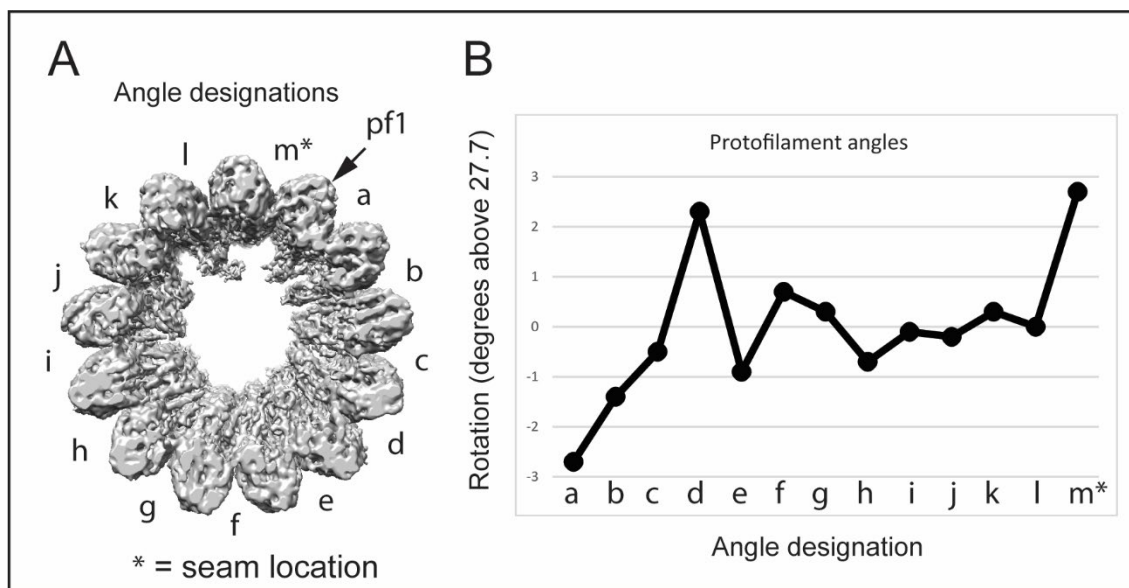 A
Angle designations
pf1
l
m*
k
a
j
b
i
c
h
d
g
e
f
* = seam location
B
Protofilament angles
Rotation (degrees above 27.7)
3
2
1
0
-1
-2
-3
a b c d e f g h i j k l m*
Angle designation